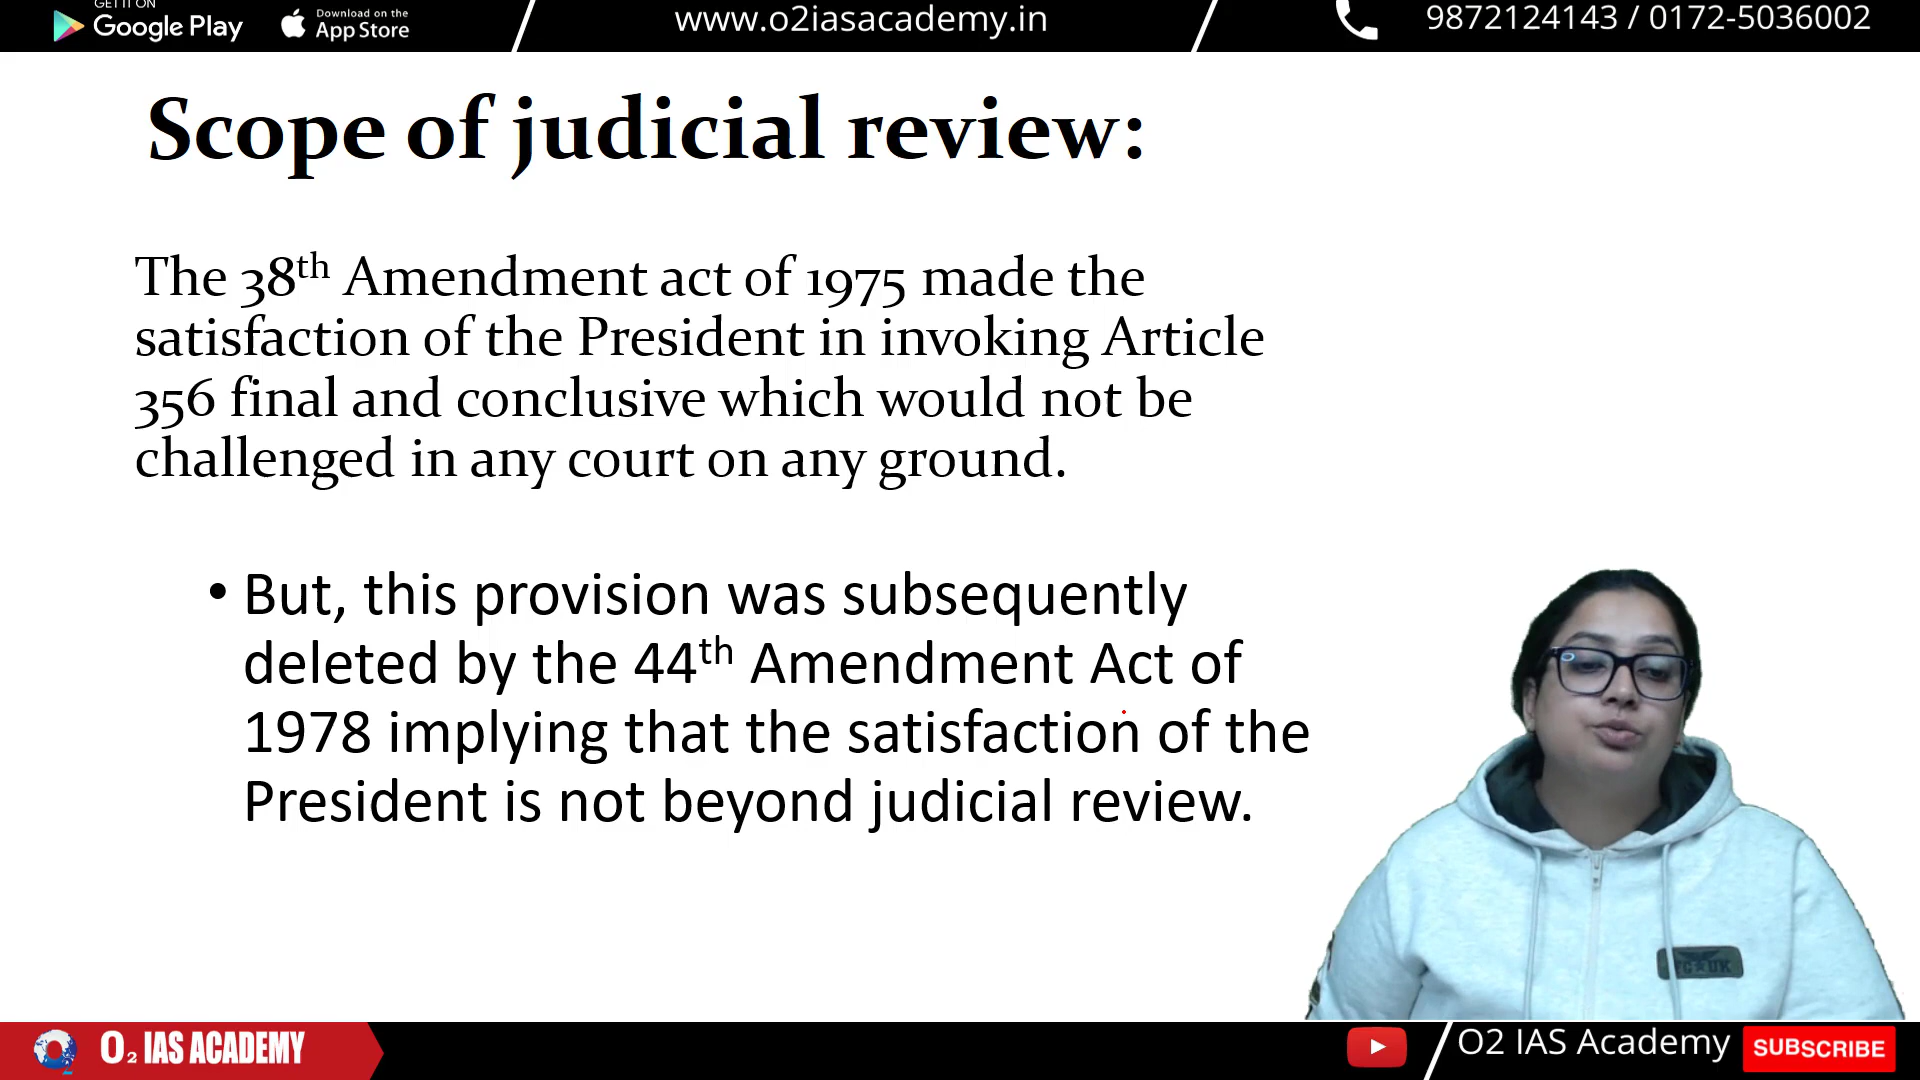 GET IT ON
Google Play
Download on the
App Store
www.o2iasacademy.in
9872124143 / 0172-5036002
Scope of judicial review:
The 38th Amendment act of 1975 made the
satisfaction of the President in invoking Article
356 final and conclusive which would not be
challenged in any court on any ground.
• But, this provision was subsequently
deleted by the 44th Amendment Act of
1978 implying that the satisfaction of the
President is not beyond judicial review.
O2 IAS ACADEMY
O2 IAS Academy
SUBSCRIBE